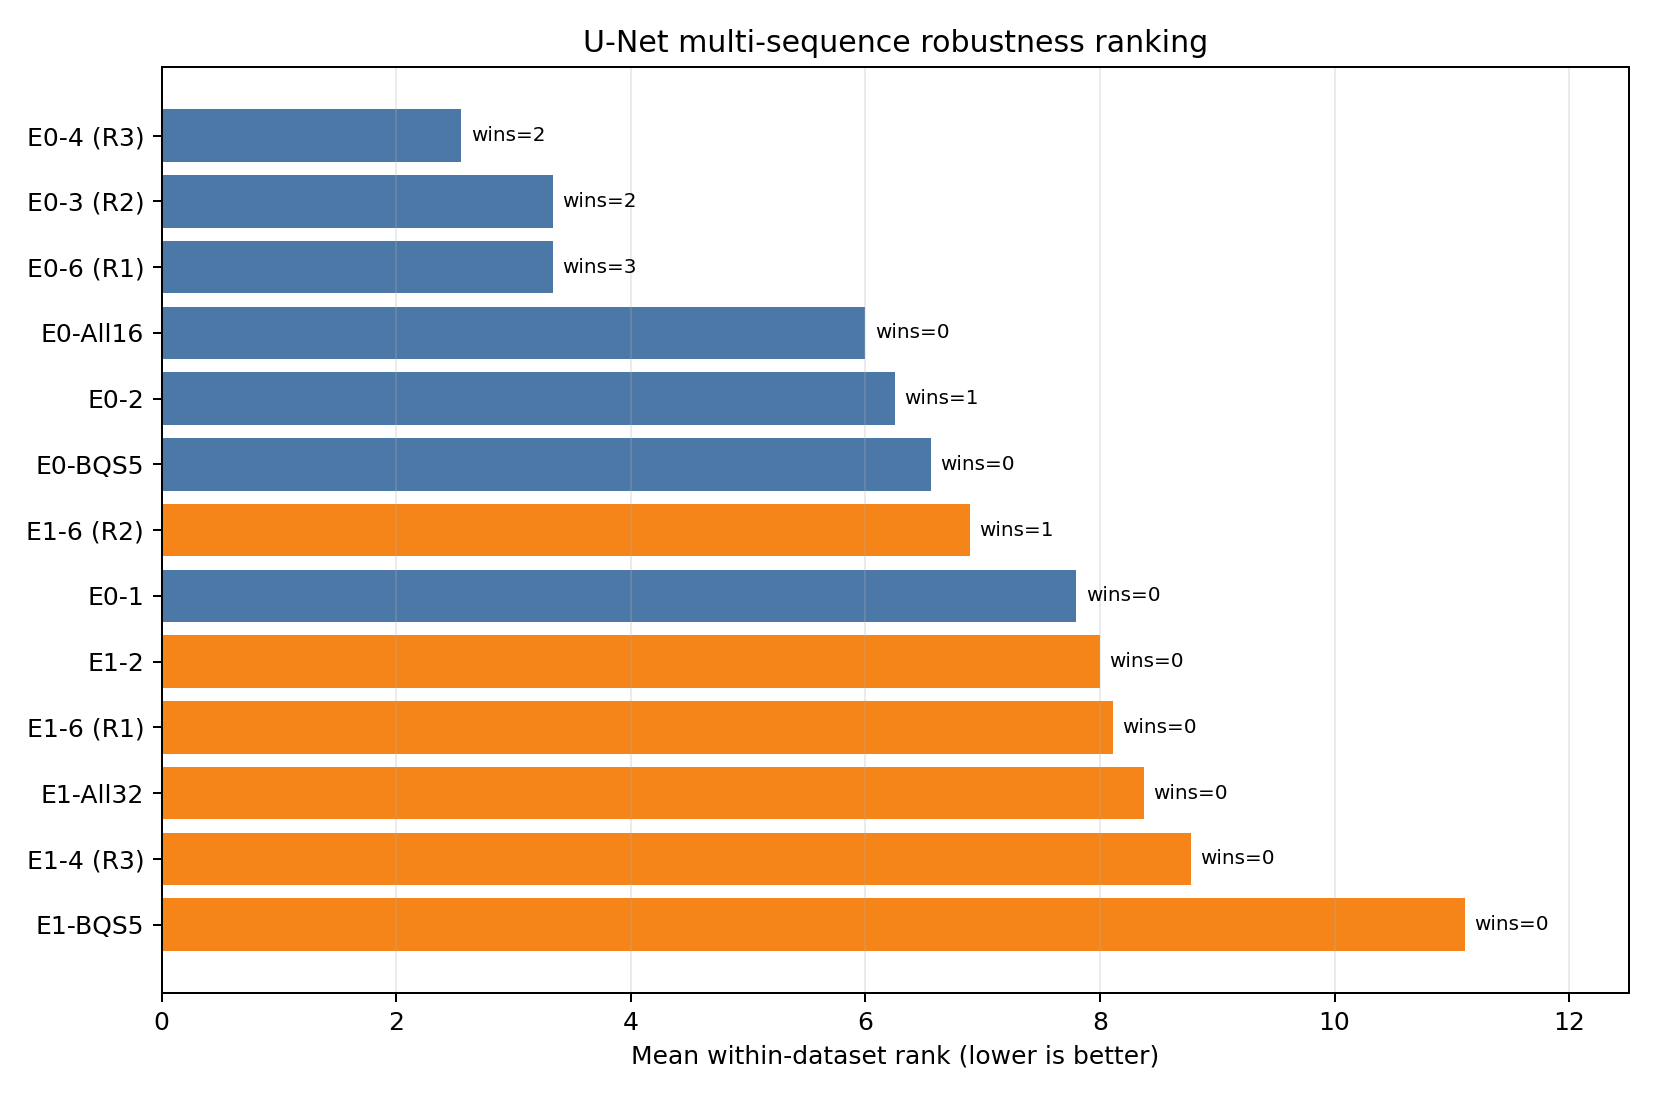 U-Net multi-sequence robustness ranking
E0-4 (R3) wins=2
E0-3 (R2) wins=2
E0-6 (R1) wins=3
E0-All16 wins=0
E0-2 wins=1
E0-BQS5 wins=0
E1-6 (R2) wins=1
E0-1 wins=0
E1-2 wins=0
E1-6 (R1) wins=0
E1-All32 wins=0
E1-4 (R3) wins=0
E1-BQS5 wins=0
0 2 4 6 8 10 12
Mean within-dataset rank (lower is better)